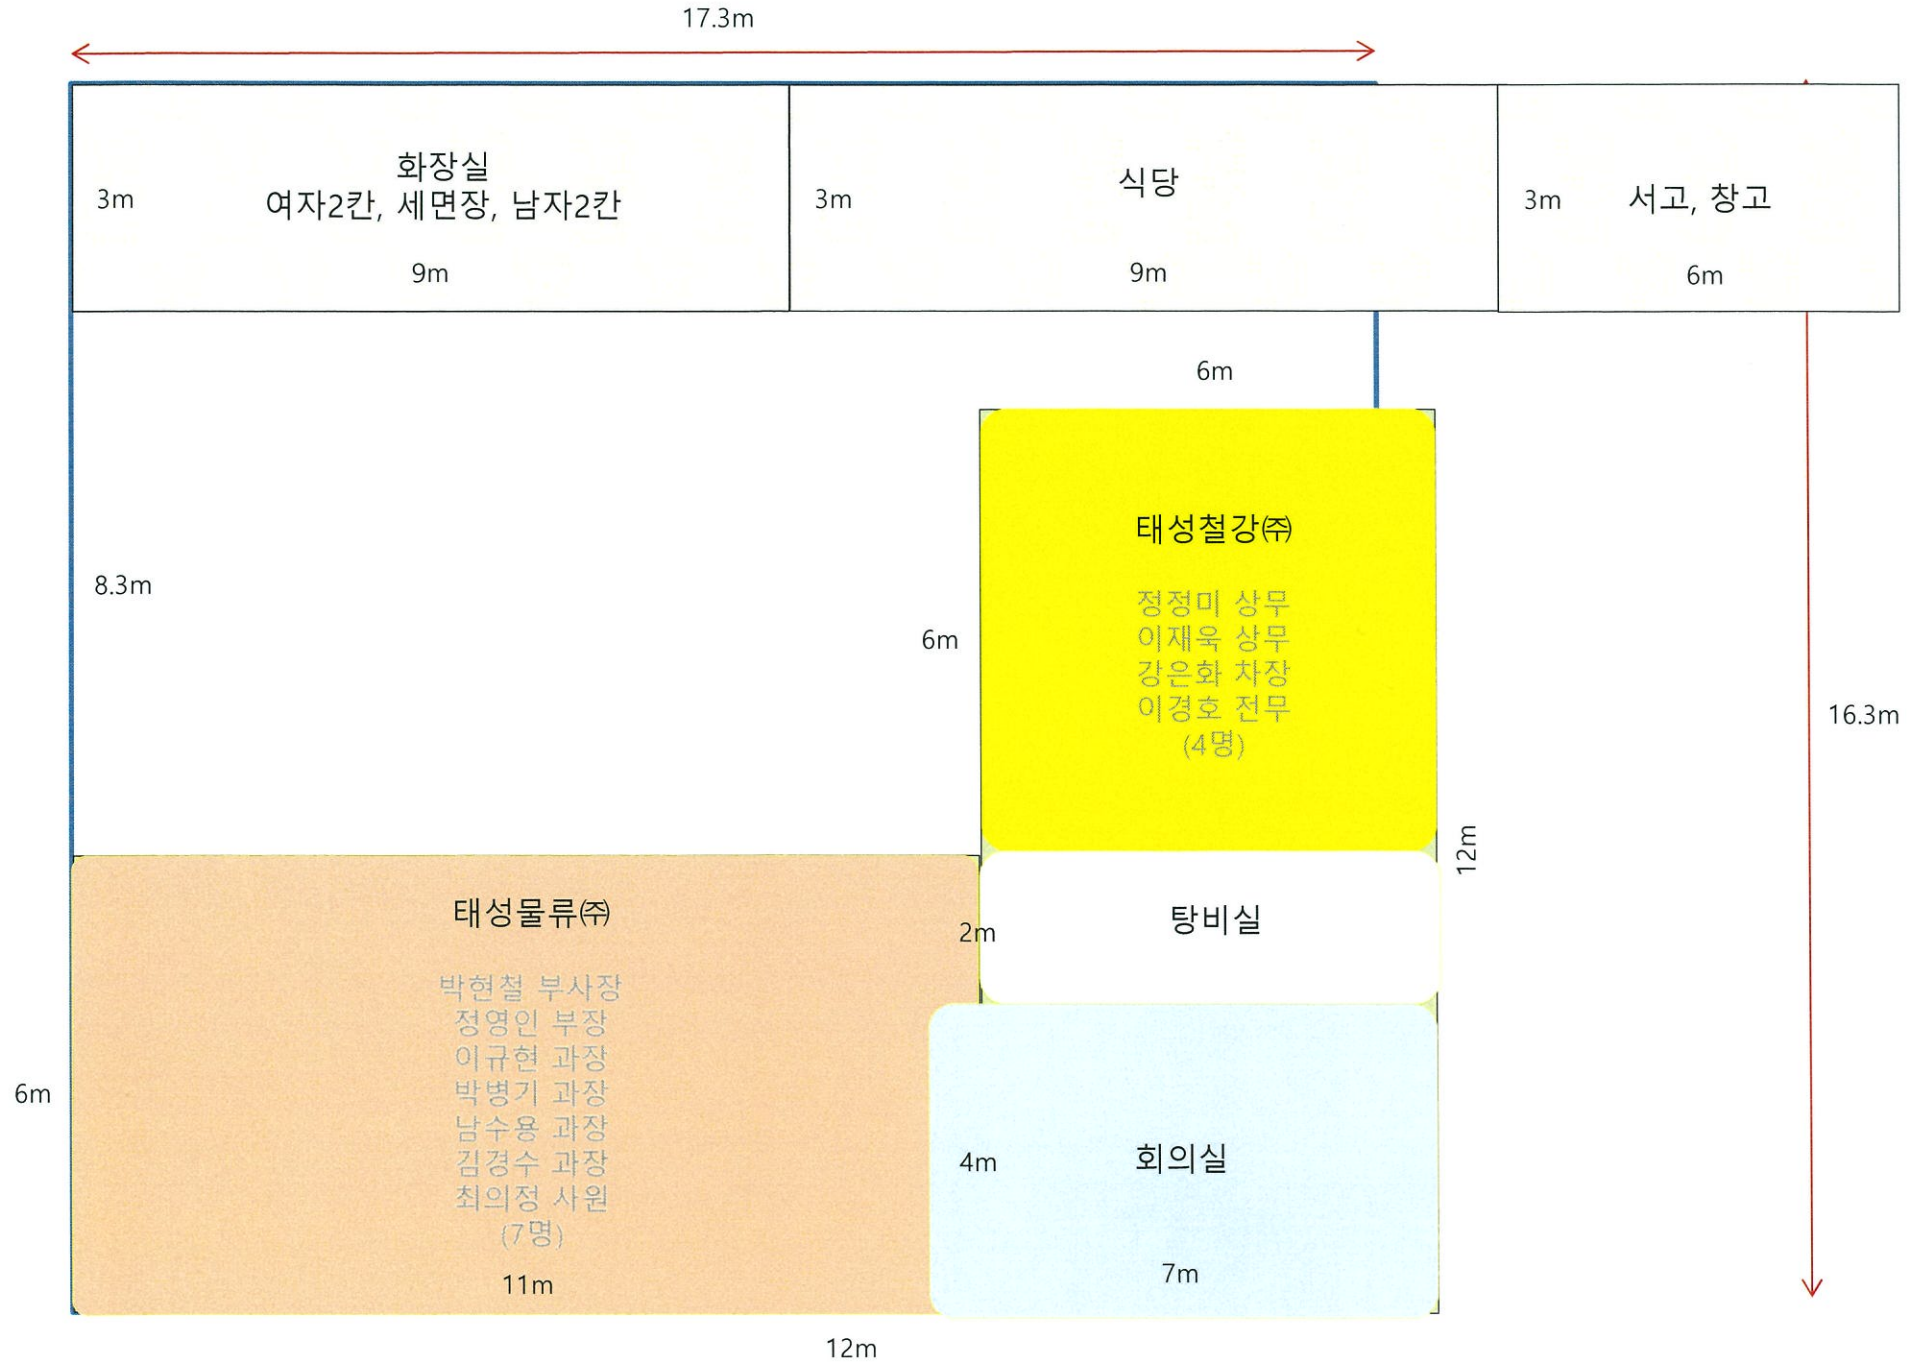 17.3m
화장실
여자2칸, 세면장, 남자2칸
3m
9m
식당
3m
9m
3m
서고, 창고
6m
6m
8.3m
6m
태성철강㈜
정정미 상무
이재욱 상무
강은화 차장
이경호 전무
(4명)
16.3m
12m
2m
탕비실
태성물류㈜
박현철 부사장
정영인 부장
이규현 과장
박병기 과장
남수용 과장
김경수 과장
최의정 사원
(7명)
6m
11m
4m
회의실
7m
12m